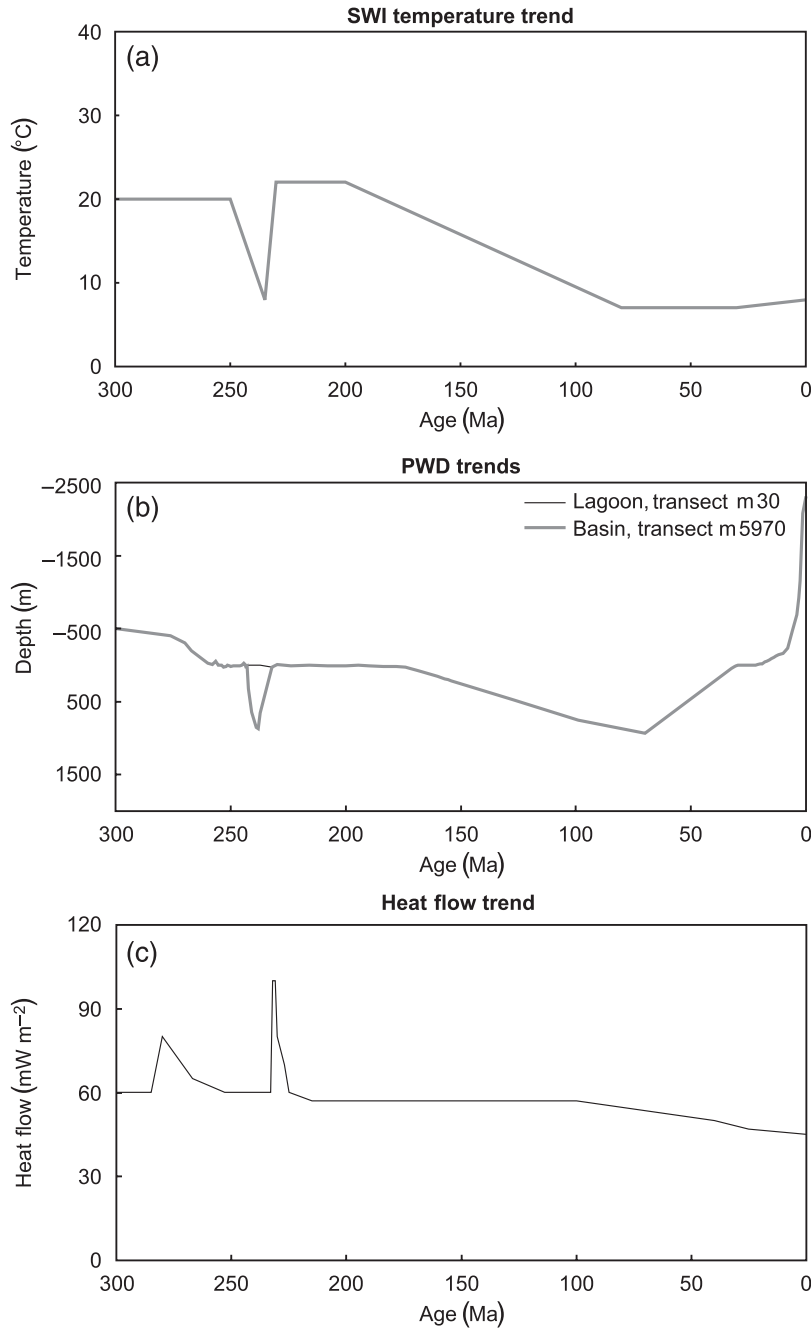 SWI temperature trend
(a)
40
30
20
10
0
Temperature (°C)
300 250 200 150 100 50 0
Age (Ma)
PWD trends
(b)
Lagoon, transect m 30
Basin, transect m 5970
–2500
–1500
–500
500
1500
Depth (m)
300 250 200 150 100 50 0
Age (Ma)
Heat flow trend
(c)
120
90
60
30
0
Heat flow (mW m–2)
300 250 200 150 100 50 0
Age (Ma)